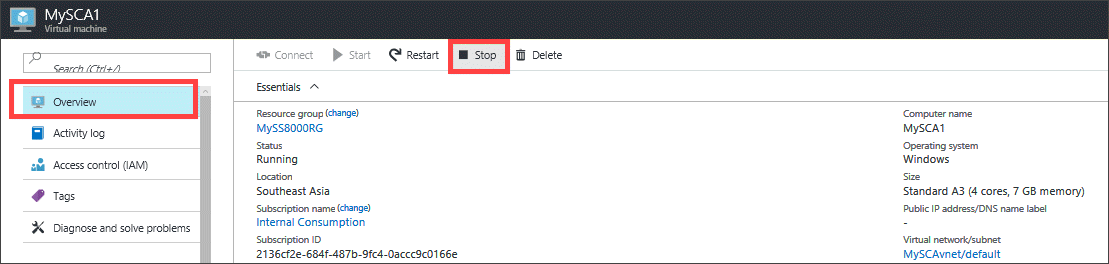 MySCA1
Virtual machine
Search (Ctrl+/)
Overview
Activity log
Access control (IAM)
Tags
Diagnose and solve problems
Connect Start Restart Stop Delete
Essentials
Resource group (change)
MySS8000RG
Status
Running
Location
Southeast Asia
Subscription name (change)
Internal Consumption
Subscription ID
2136cf2e-684f-487b-9fc4-0accc9c0166e
Computer name
MySCA1
Operating system
Windows
Size
Standard A3 (4 cores, 7 GB memory)
Public IP address/DNS name label
-
Virtual network/subnet
MySCAvnet/default